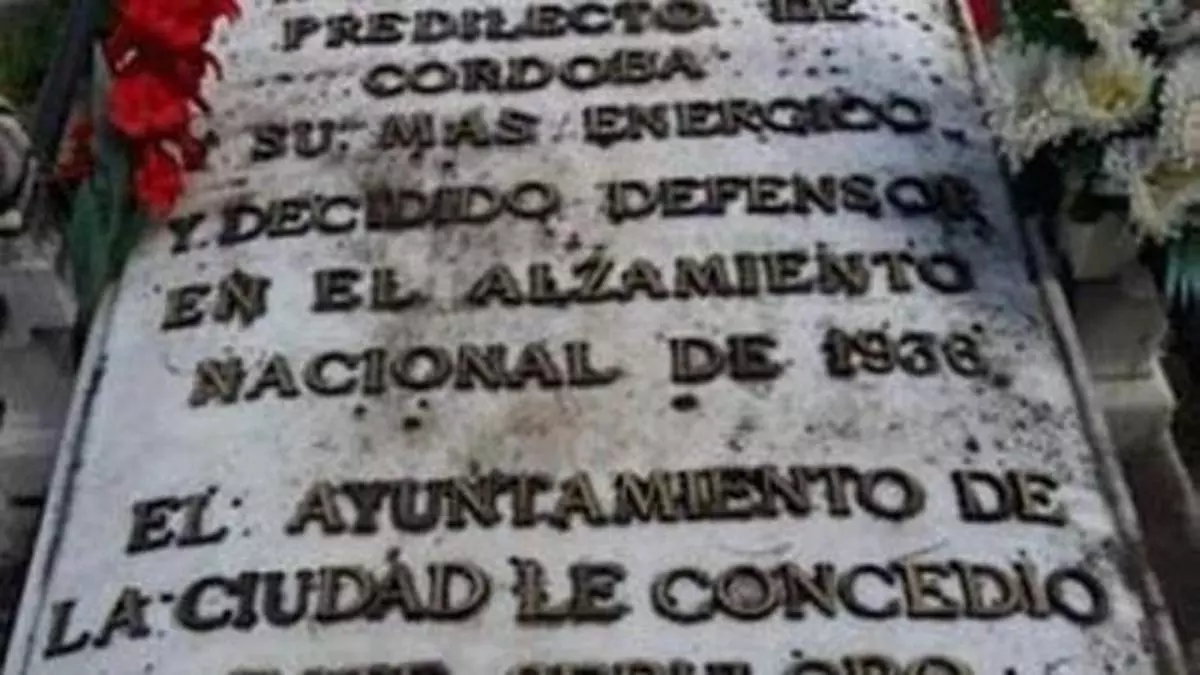 PREDILECTO DE
CORDOBA
SU MAS ENERGICO
Y DECIDIDO DEFENSOR
EN EL ALZAMIENTO
NACIONAL DE 1936
EL AYUNTAMIENTO DE
LA CIUDAD LE CONCEDIO